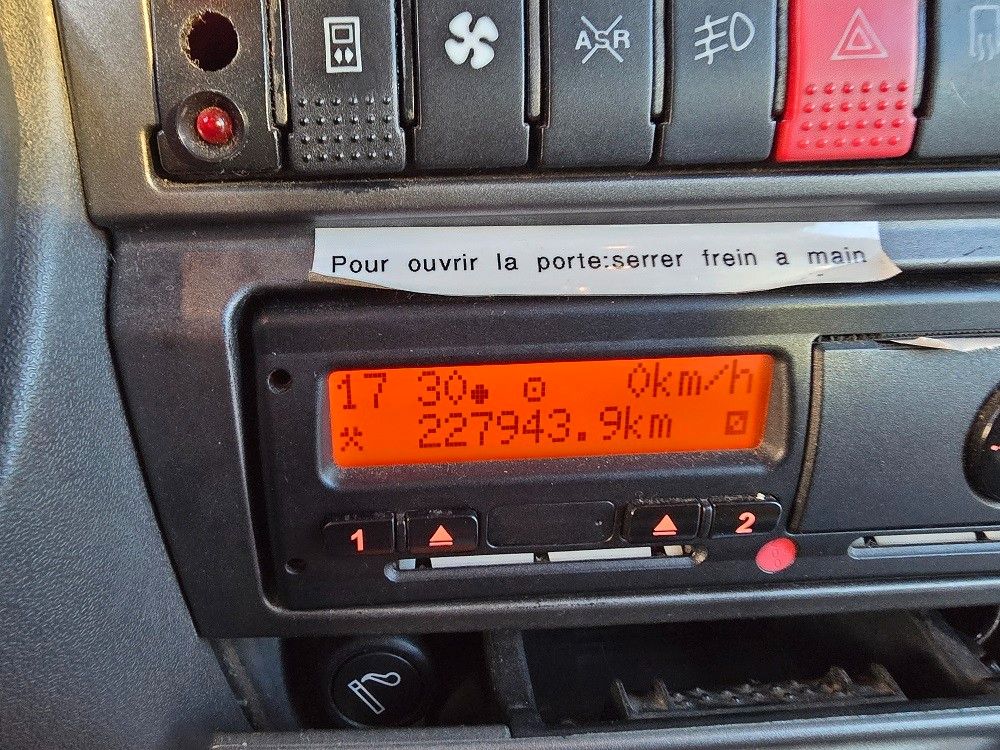 ASR
Pour ouvrir la porte:serrer frein a main
17 30 0km/h
227943.9km
1 2